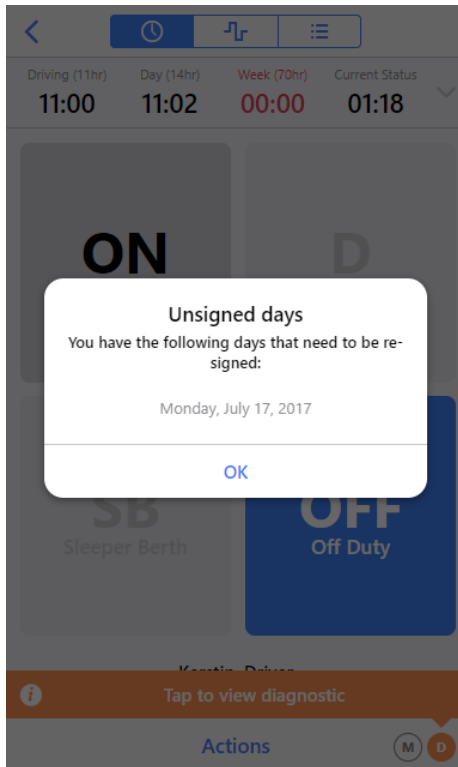 Driving (11hr) Day (14hr) Week (70hr) Current Status
11:00 11:02 00:00 01:18
ON D
Unsigned days
You have the following days that need to be re-
signed:
Monday, July 17, 2017
OK
SB OFF
Sleeper Berth Off Duty
i Tap to view diagnostic
Actions M D